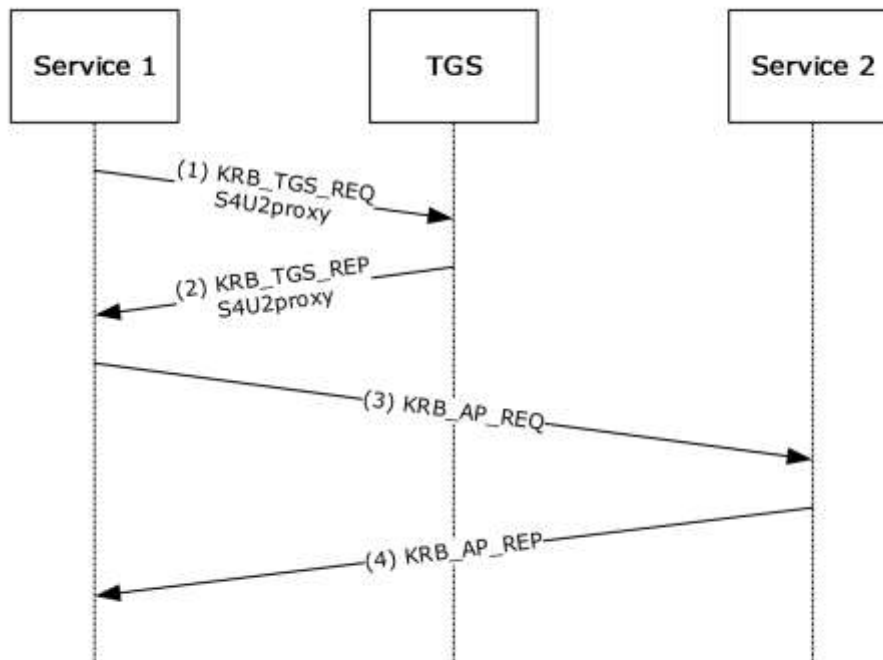 Service 1
TGS
Service 2
(1) KRB_TGS_REQ
S4U2proxy
(2) KRB_TGS_REP
S4U2proxy
(3) KRB_AP_REQ
(4) KRB_AP_REP